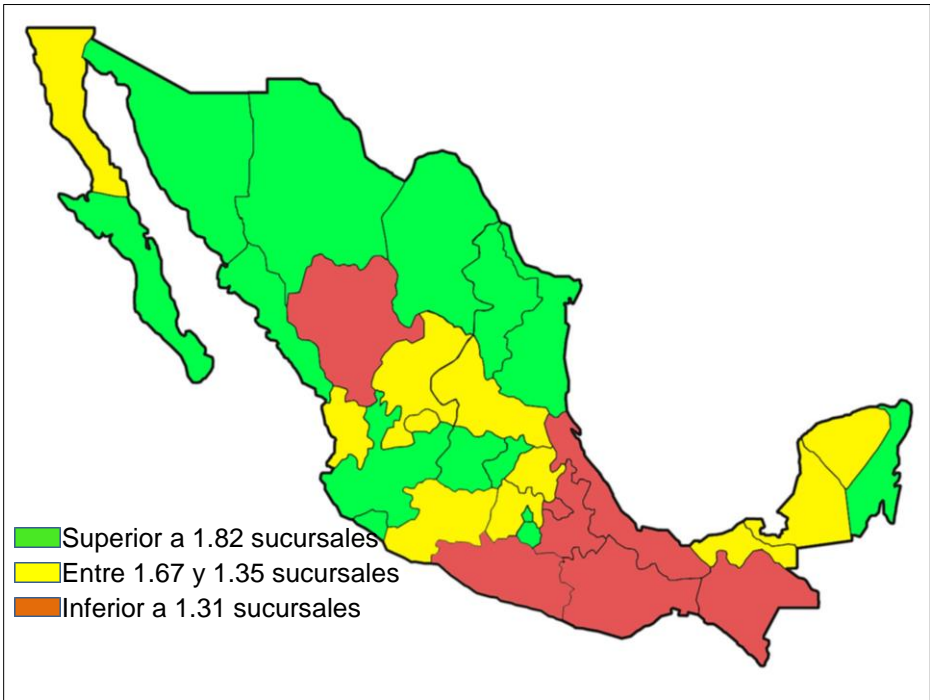 Superior a 1.82 sucursales
Entre 1.67 y 1.35 sucursales
Inferior a 1.31 sucursales